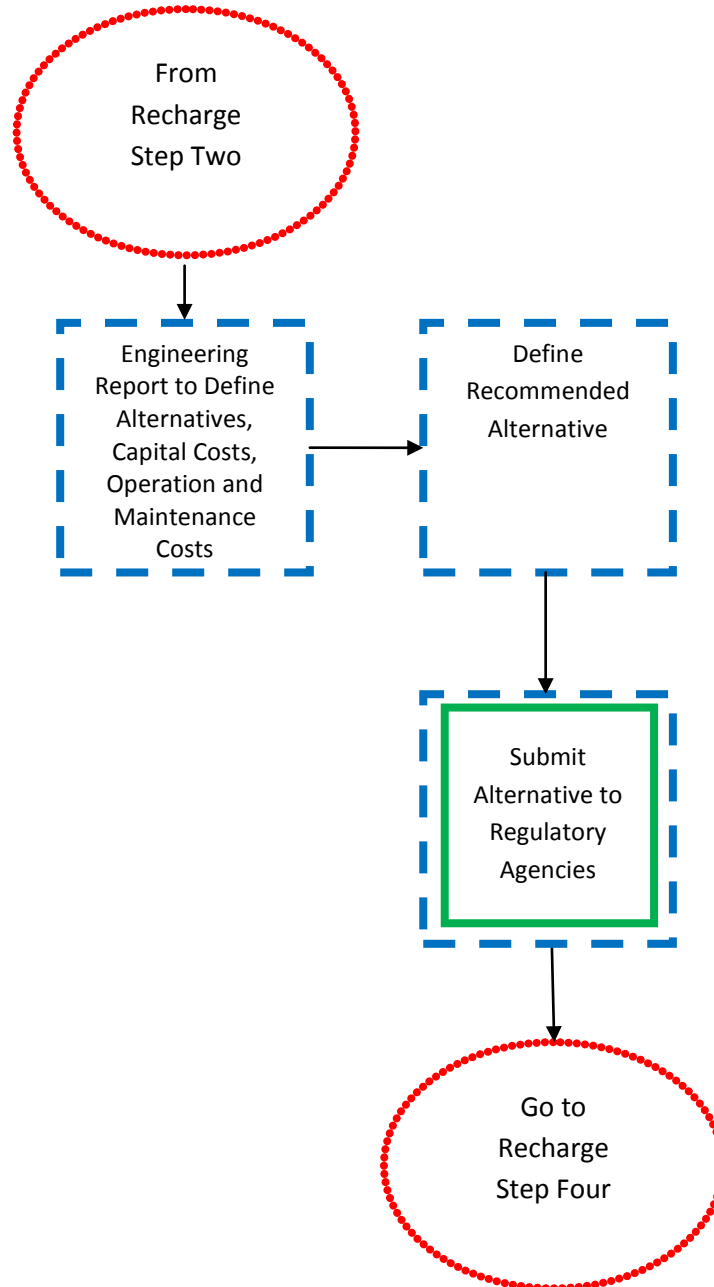 From
Recharge
Step Two
Engineering
Report to Define
Alternatives,
Capital Costs,
Operation and
Maintenance
Costs
Define
Recommended
Alternative
Submit
Alternative to
Regulatory
Agencies
Go to
Recharge
Step Four